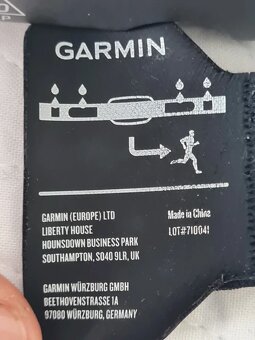 GARMIN
GARMIN (EUROPE) LTD
LIBERTY HOUSE
HOUNSDOWN BUSINESS PARK
SOUTHAMPTON, SO40 9LR, UK
Made in China
LOT#710041
GARMIN WÜRZBURG GMBH
BEETHOVENSTRASSE 1A
97080 WÜRZBURG, GERMANY